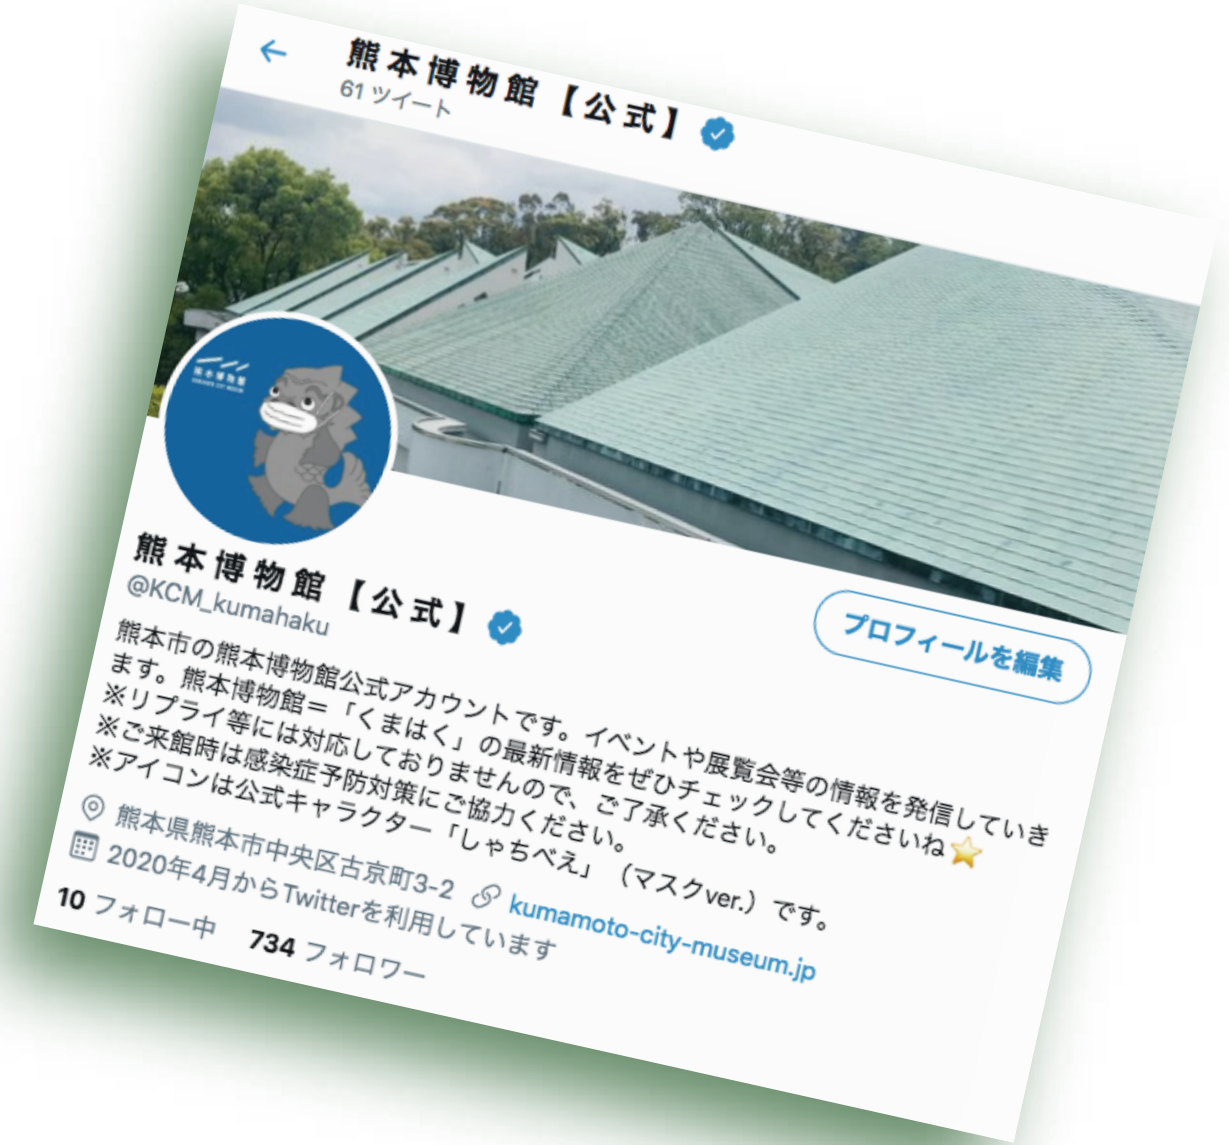 熊本博物館【公式】
61 ツイート
熊本博物館
熊本博物館【公式】
@KCM_kumahaku
プロフィールを編集
熊本市の熊本博物館公式アカウントです。イベントや展覧会等の情報を発信していき
ます。熊本博物館＝「くまはく」の最新情報をぜひチェックしてくださいね⭐
※リプライ等には対応しておりませんので、ご了承ください。
※ご来館時は感染症予防対策にご協力ください。
※アイコンは公式キャラクター「しゃちべえ」（マスクver.）です。
熊本県熊本市中央区古京町3-2 kumamoto-city-museum.jp
2020年4月からTwitterを利用しています
10 フォロー中 734 フォロワー